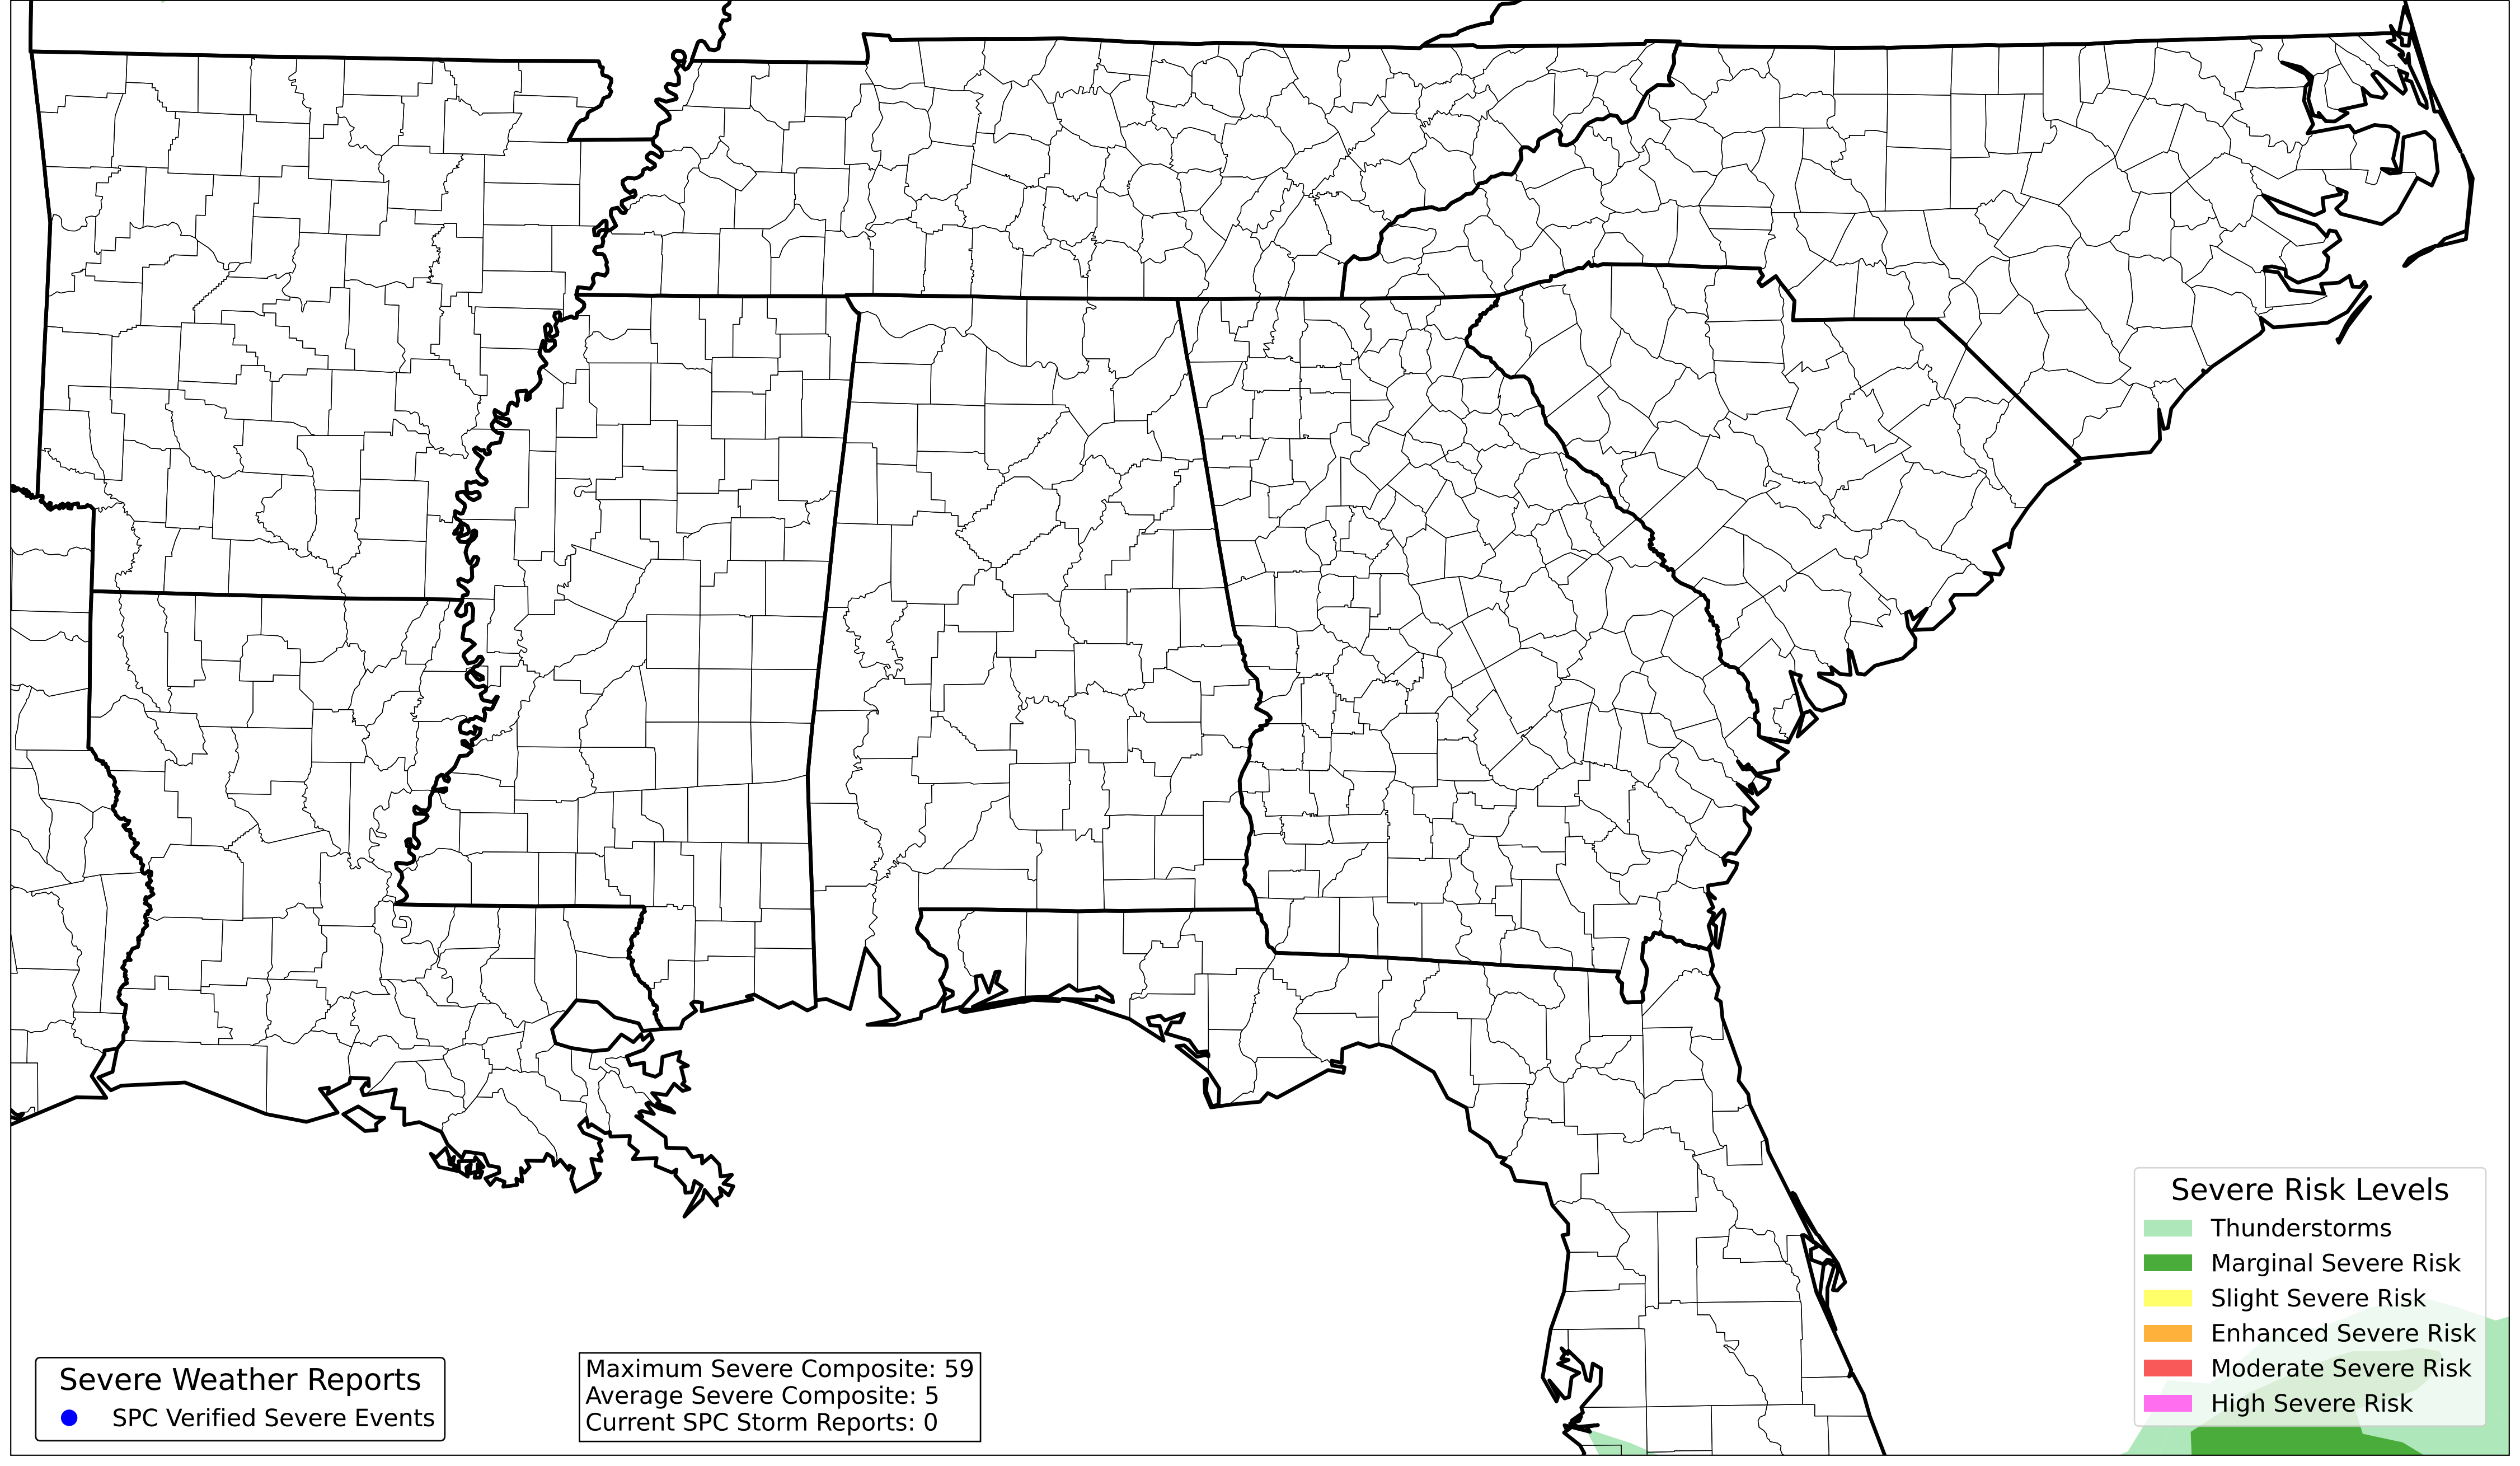 Severe Risk Levels
Thunderstorms
Marginal Severe Risk
Slight Severe Risk
Enhanced Severe Risk
Moderate Severe Risk
High Severe Risk
Severe Weather Reports
SPC Verified Severe Events
Maximum Severe Composite: 59
Average Severe Composite: 5
Current SPC Storm Reports: 0